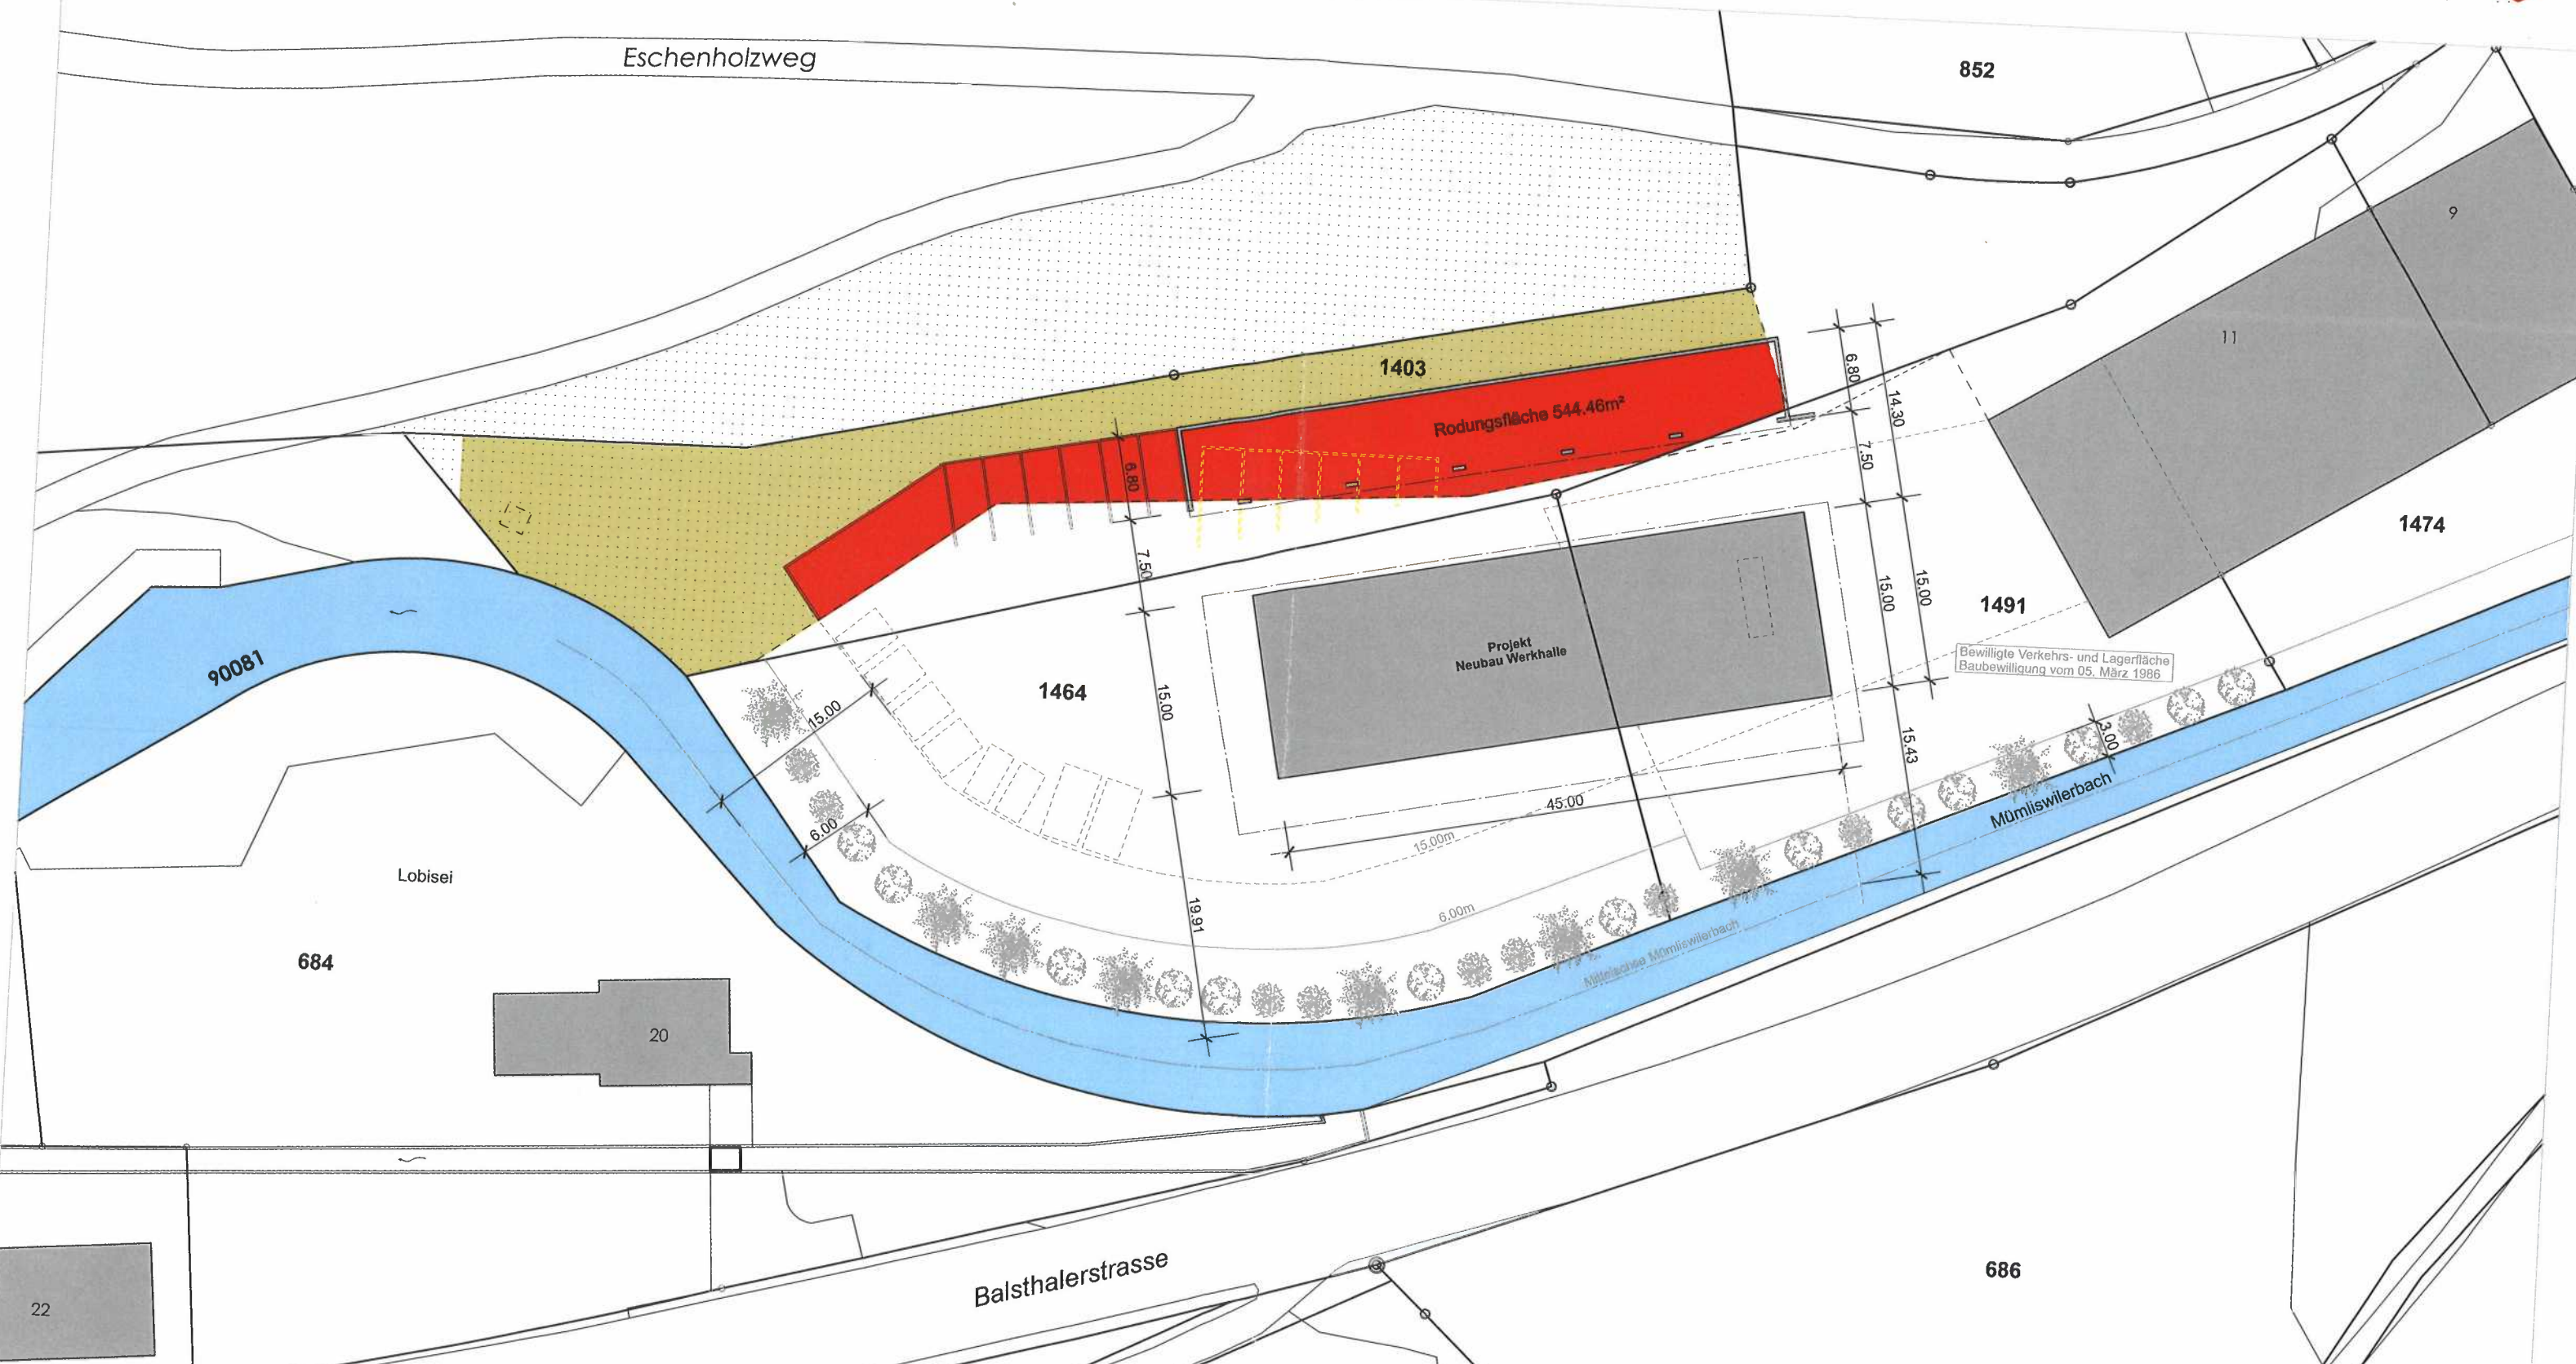 Eschenholzweg
852
9
11
1403
6.80
14.30
Rodungsfläche 544.46m²
6.80
7.50
1474
7.50
15.00
15.00
1491
Projekt
Neubau Werkhalle
Bewilligte Verkehrs- und Lagerfläche
Baubewilligung vom 05. März 1986
90081
1464
15.00
15.00
15.43
3.00
Mümliswilerbach
45.00
6.00
15.00m
Lobisei
19.91
6.00m
Mittelachse Mümliswilerbach
684
20
Balsthalerstrasse
686
22